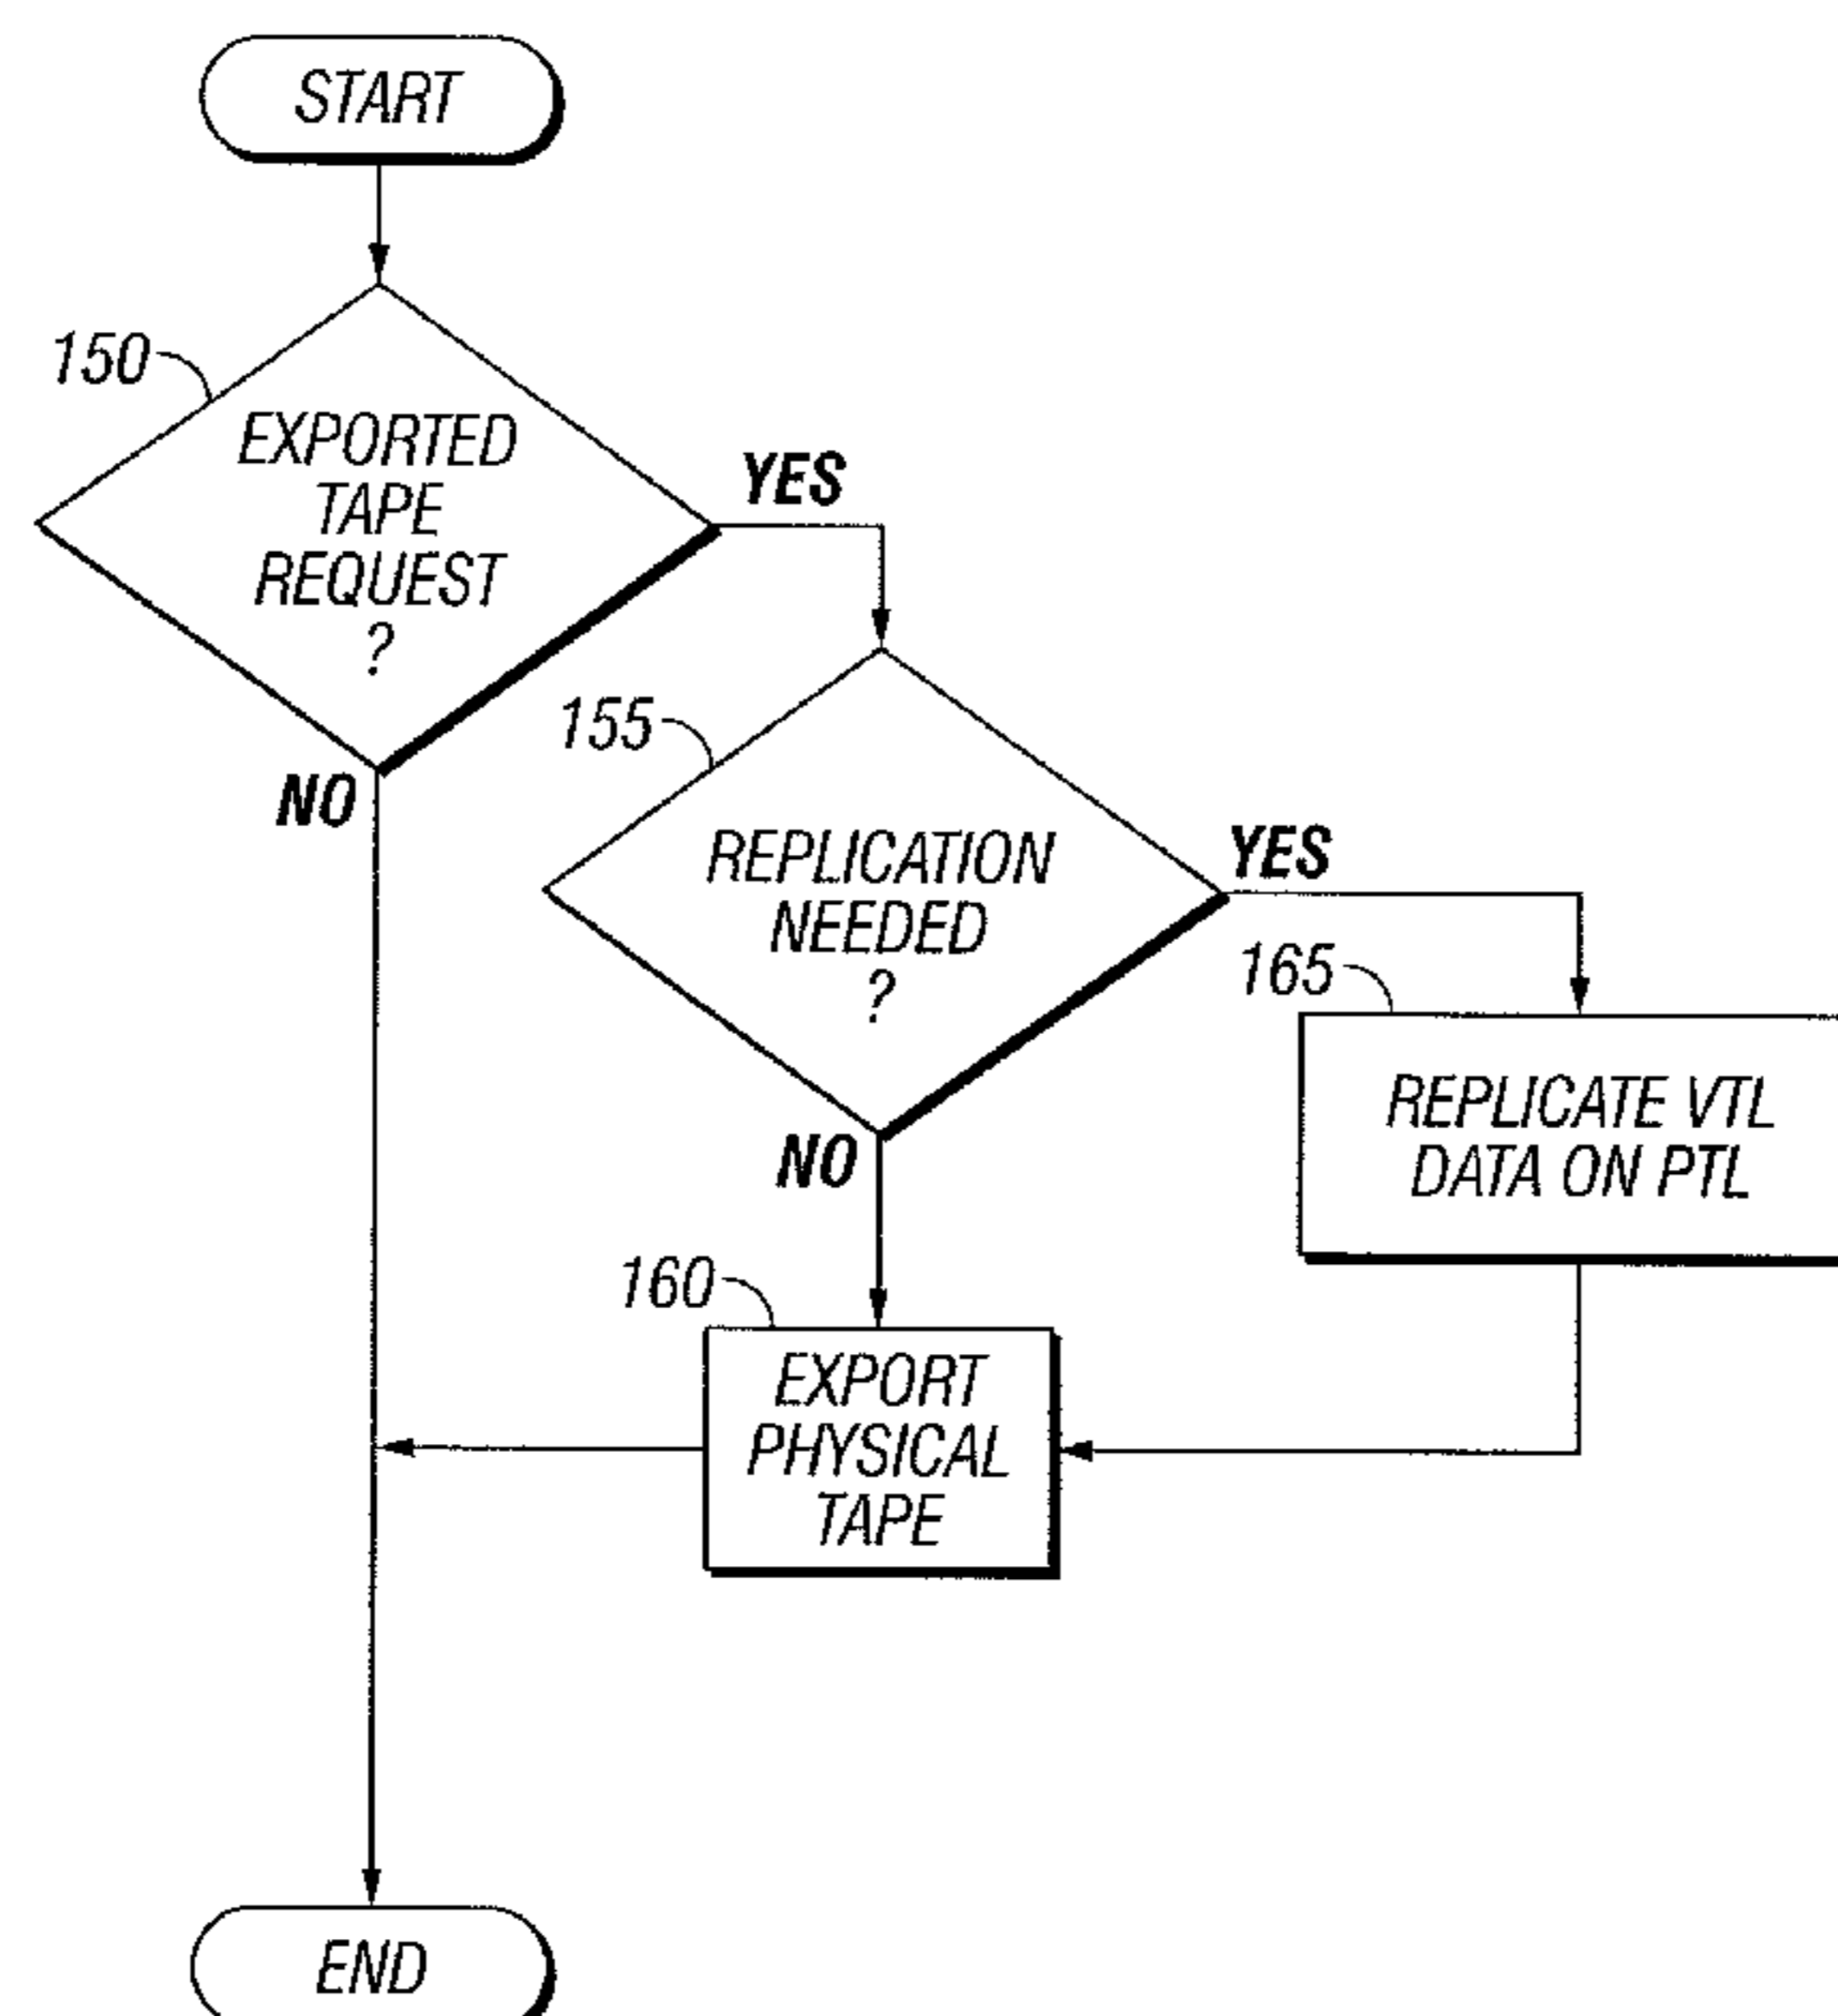 START
150
EXPORTED
TAPE
REQUEST
?
YES
NO
155
REPLICATION
NEEDED
?
YES
NO
165
REPLICATE VTL
DATA ON PTL
160
EXPORT
PHYSICAL
TAPE
END